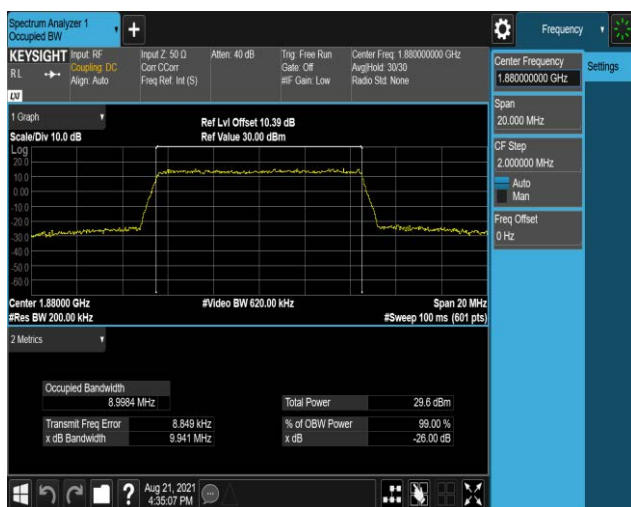 Spectrum Analyzer 1
Occupied BW
+
Frequency
KEYSIGHT Input: RF Input Z: 50 Ω Atten: 40 dB Trig: Free Run Center Freq: 1.880000000 GHz
RL Coupling: DC Corr CCorr Gate: Off Avg|Hold: 30/30
Align: Auto Freq Ref: Int (S) #IF Gain: Low Radio Std: None
LXI
Center Frequency
1.880000000 GHz
Settings
Span
20.000 MHz
CF Step
2.000000 MHz
Auto
Man
Freq Offset
0 Hz
1 Graph
Ref Lvl Offset 10.39 dB
Scale/Div 10.0 dB Ref Value 30.00 dBm
Log
20.0
10.0
0.00
-10.0
-20.0
-30.0
-40.0
-50.0
-60.0
Center 1.88000 GHz #Video BW 620.00 kHz Span 20 MHz
#Res BW 200.00 kHz #Sweep 100 ms (601 pts)
2 Metrics
Occupied Bandwidth
8.9984 MHz Total Power 29.6 dBm
Transmit Freq Error 8.849 kHz % of OBW Power 99.00 %
x dB Bandwidth 9.941 MHz x dB -26.00 dB
? Aug 21, 2021
4:35:07 PM